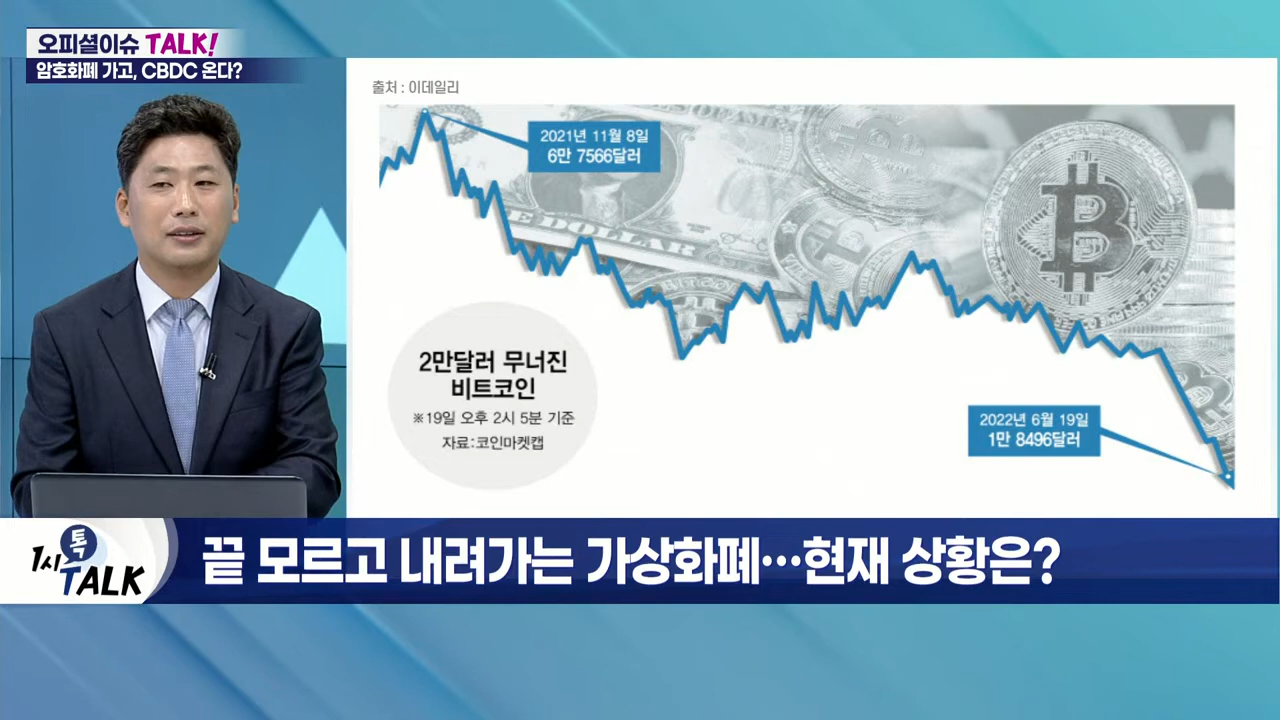 오피셜이슈 TALK!
암호화폐 가고, CBDC 온다?
출처 : 이데일리
2021년 11월 8일
6만 7566달러
E DOLLAR
2만달러 무너진
비트코인
※19일 오후 2시 5분 기준
자료:코인마켓캡
2022년 6월 19일
1만 8496달러
1시 톡
TALK
끝 모르고 내려가는 가상화폐…현재 상황은?